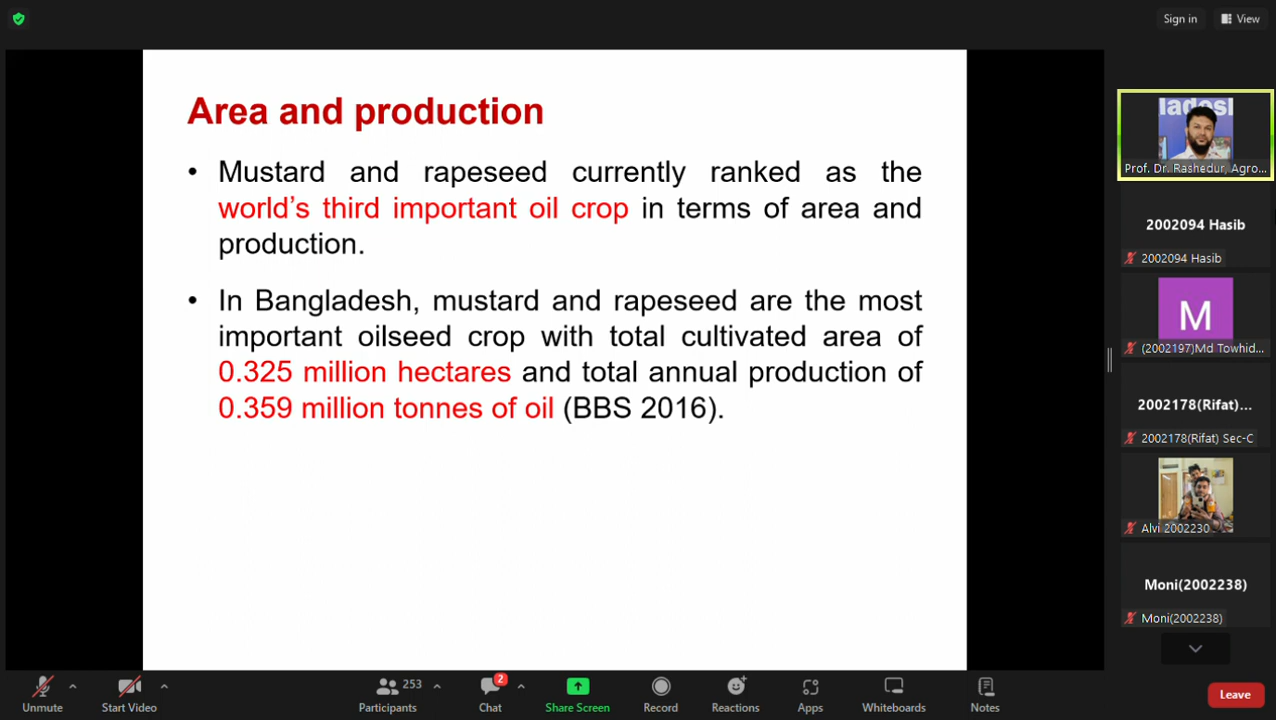 Sign in
View
Area and production
• Mustard and rapeseed currently ranked as the
world's third important oil crop in terms of area and
production.
• In Bangladesh, mustard and rapeseed are the most
important oilseed crop with total cultivated area of
0.325 million hectares and total annual production of
0.359 million tonnes of oil (BBS 2016).
ladesl
Prof. Dr. Rashedur, Agro...
2002094 Hasib
2002094 Hasib
M
(2002197)Md Towhid...
2002178(Rifat)...
2002178(Rifat) Sec-C
Alvi 2002230
Moni(2002238)
Moni(2002238)
Unmute
Start Video
253
Participants
2
Chat
Share Screen
Record
Reactions
Apps
Whiteboards
Notes
Leave